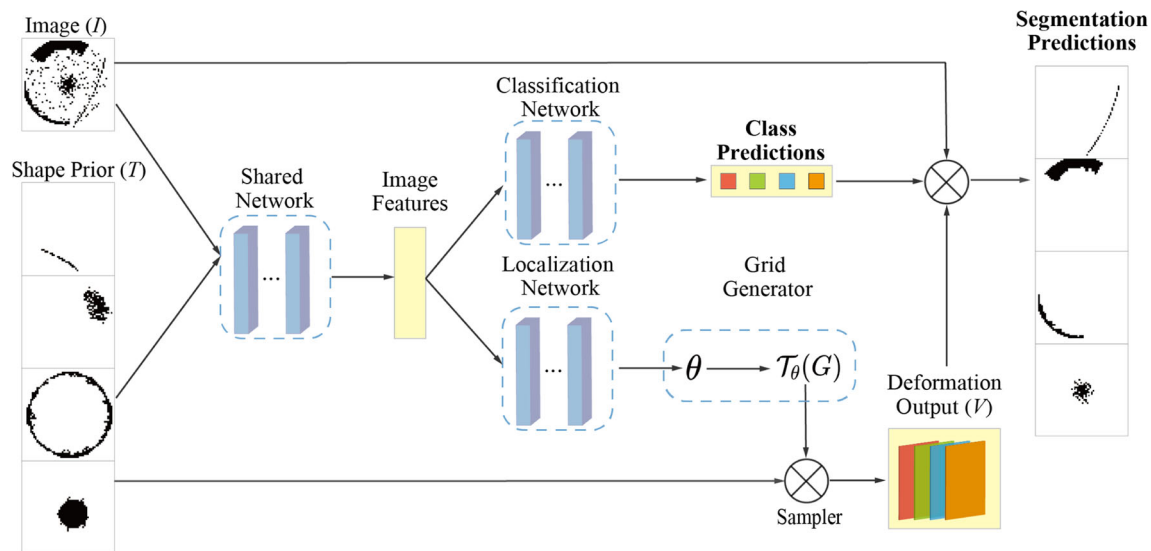 Image (I)
Shape Prior (T)
Shared
Network
...
Image
Features
Classification
Network
...
Localization
Network
...
Class
Predictions
Grid
Generator
θ
𝒯θ(G)
Sampler
Deformation
Output (V)
Segmentation
Predictions